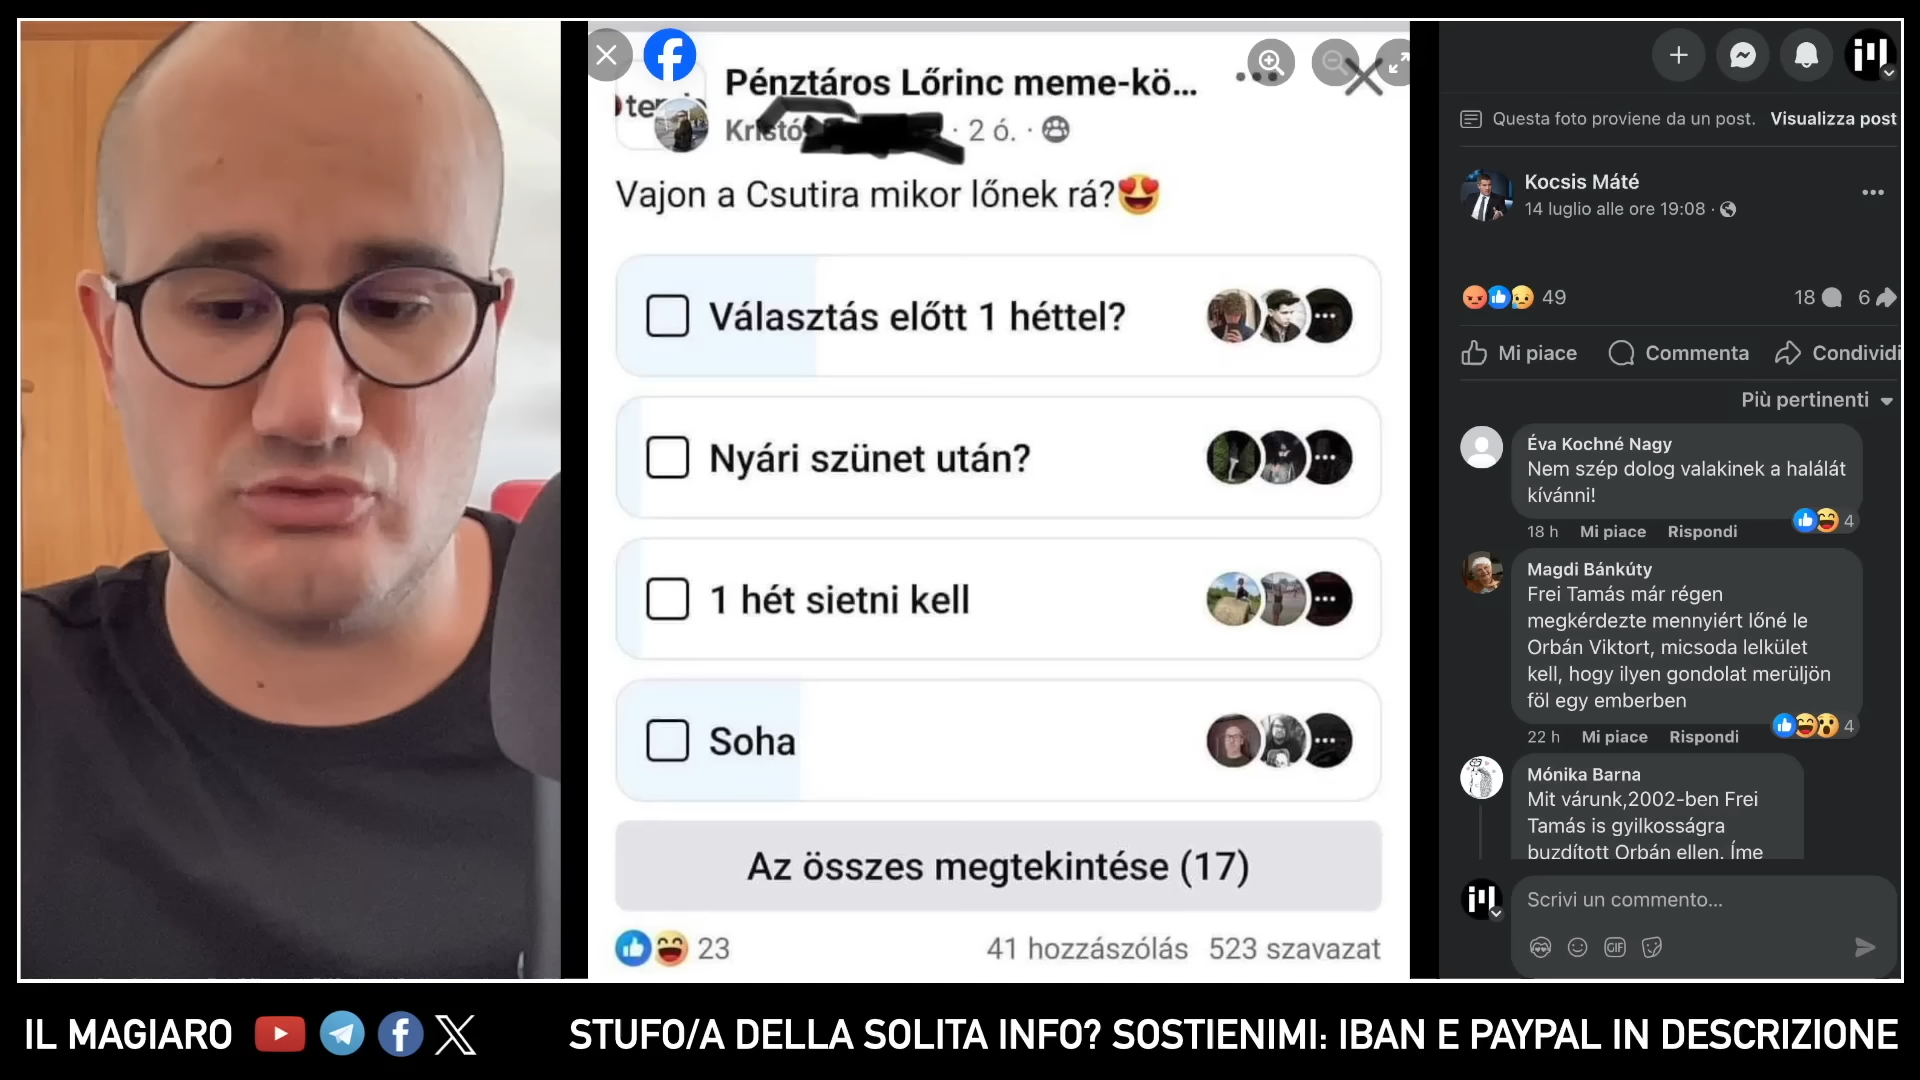 Pénztáros Lőrinc meme-kö...
· 2 ó. ·
Vajon a Csutira mikor lőnek rá?😍
Választás előtt 1 héttel?
Nyári szünet után?
1 hét sietni kell
Soha
Az összes megtekintése (17)
23
41 hozzászólás 523 szavazat
Questa foto proviene da un post. Visualizza post
Kocsis Máté
14 luglio alle ore 19:08 ·
49
18
6
Mi piace
Commenta
Condividi
Più pertinenti
Éva Kochné Nagy
Nem szép dolog valakinek a halálát
kívánni!
18 h Mi piace Rispondi
4
Magdi Bánkúty
Frei Tamás már régen
megkérdezte mennyiért lőné le
Orbán Viktort, micsoda lelkület
kell, hogy ilyen gondolat merüljön
föl egy emberben
22 h Mi piace Rispondi
4
Mónika Barna
Mit várunk,2002-ben Frei
Tamás is gyilkosságra
buzdított Orbán ellen. Íme
Scrivi un commento...
GIF
IL MAGIARO
STUFO/A DELLA SOLITA INFO? SOSTIENIMI: IBAN E PAYPAL IN DESCRIZIONE